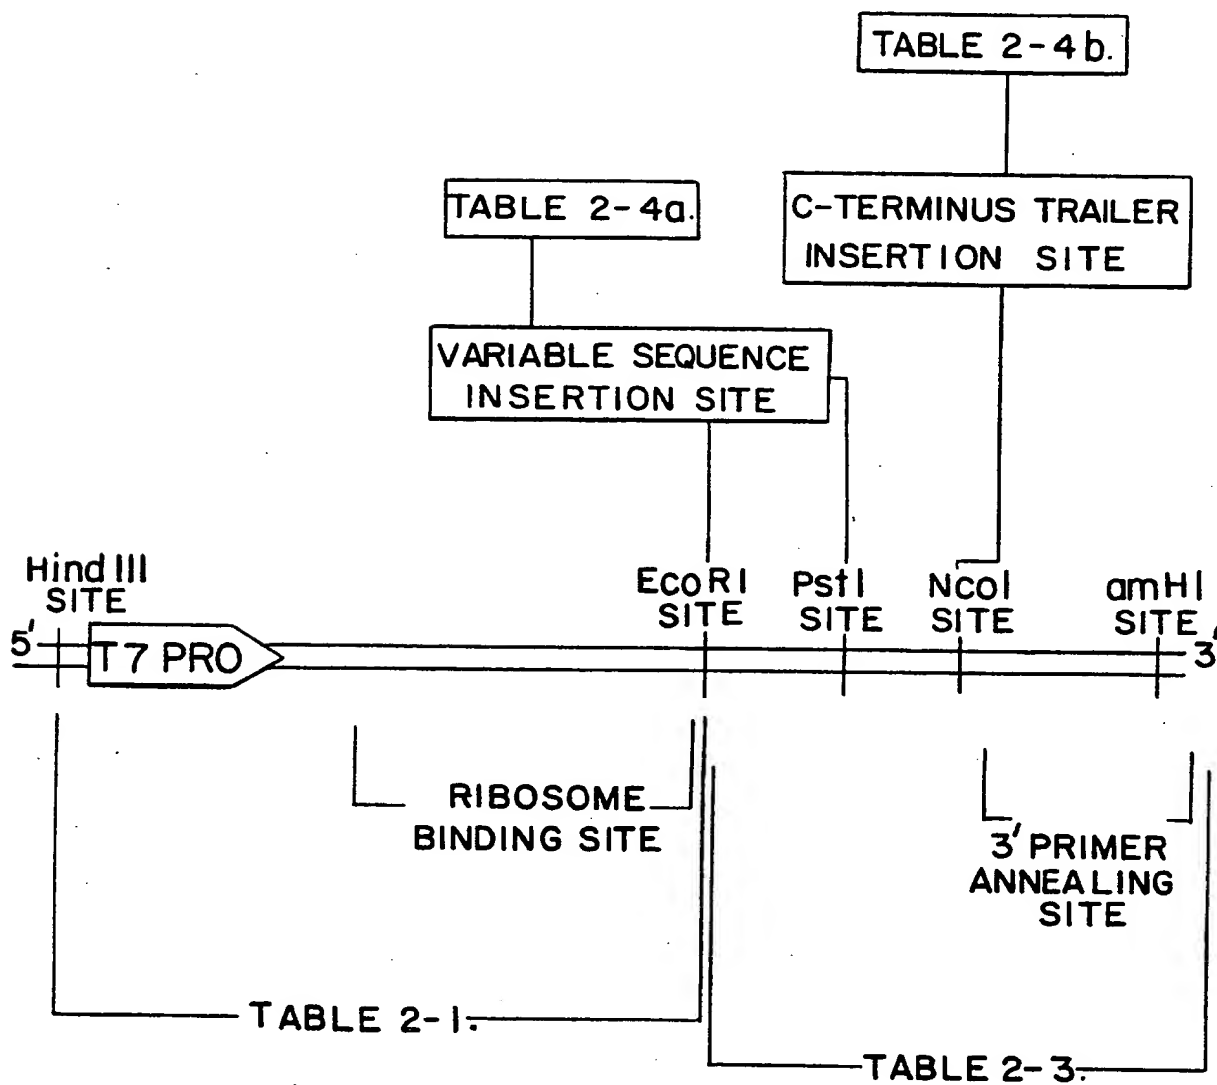 TABLE 2-4b.
TABLE 2-4a.
C-TERMINUS TRAILER
INSERTION SITE
VARIABLE SEQUENCE
INSERTION SITE
Hind III
SITE
EcoRI
SITE
PstI
SITE
NcoI
SITE
amHI
SITE
5'
T7 PRO
3'
RIBOSOME
BINDING SITE
3' PRIMER
ANNEALING
SITE
TABLE 2-1.
TABLE 2-3.